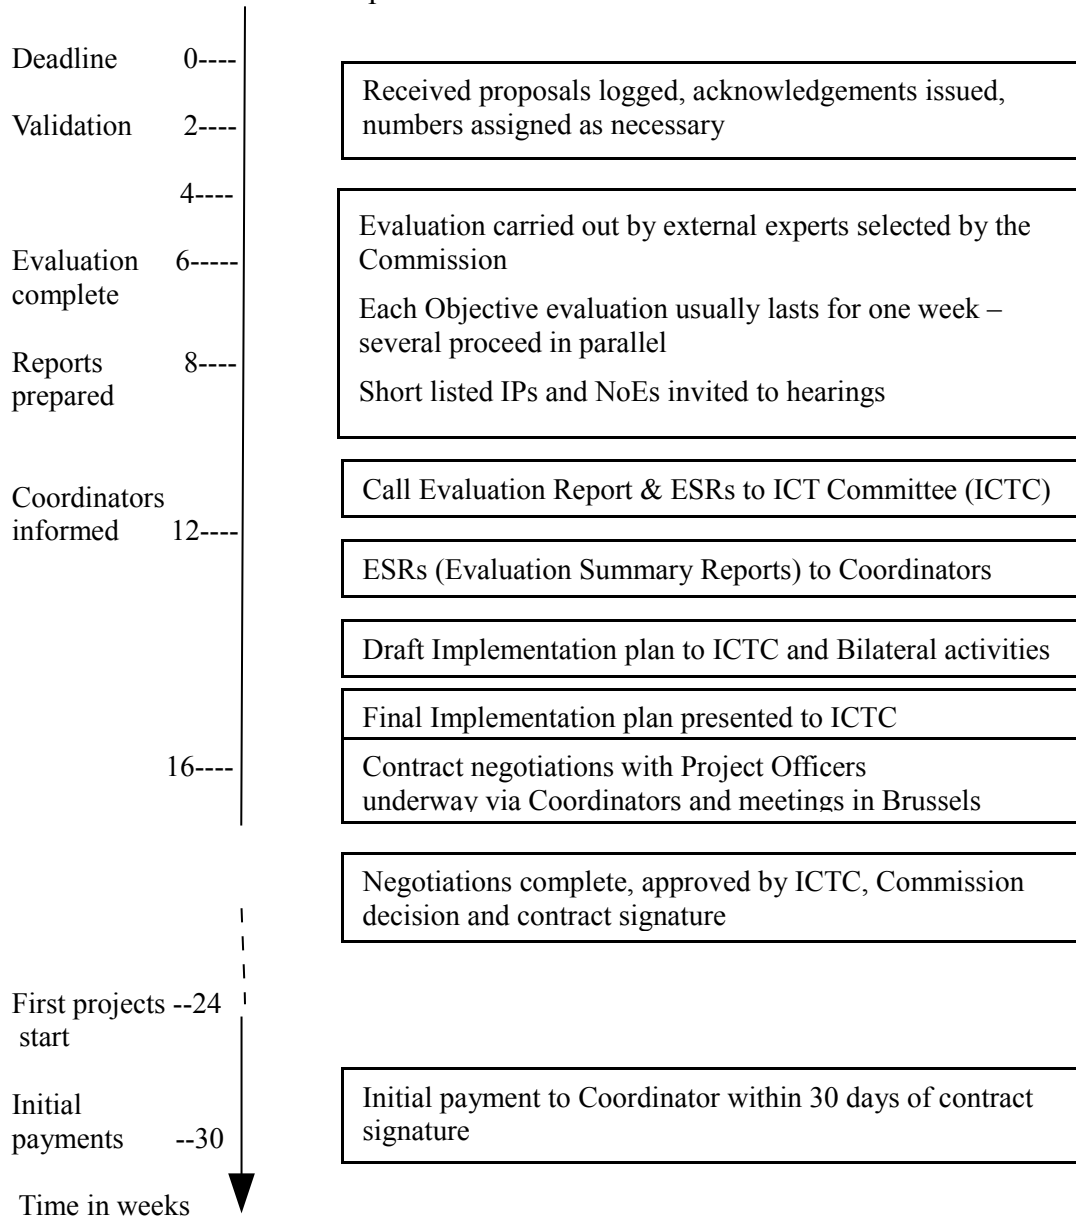 Deadline 0----
Received proposals logged, acknowledgements issued,
numbers assigned as necessary
Validation 2----
4----
Evaluation carried out by external experts selected by the
Commission
Each Objective evaluation usually lasts for one week –
several proceed in parallel
Short listed IPs and NoEs invited to hearings
Evaluation 6-----
complete
Reports 8----
prepared
Call Evaluation Report & ESRs to ICT Committee (ICTC)
Coordinators
informed 12----
ESRs (Evaluation Summary Reports) to Coordinators
Draft Implementation plan to ICTC and Bilateral activities
Final Implementation plan presented to ICTC
16----
Contract negotiations with Project Officers
underway via Coordinators and meetings in Brussels
Negotiations complete, approved by ICTC, Commission
decision and contract signature
First projects --24
start
Initial
payments --30
Initial payment to Coordinator within 30 days of contract
signature
Time in weeks